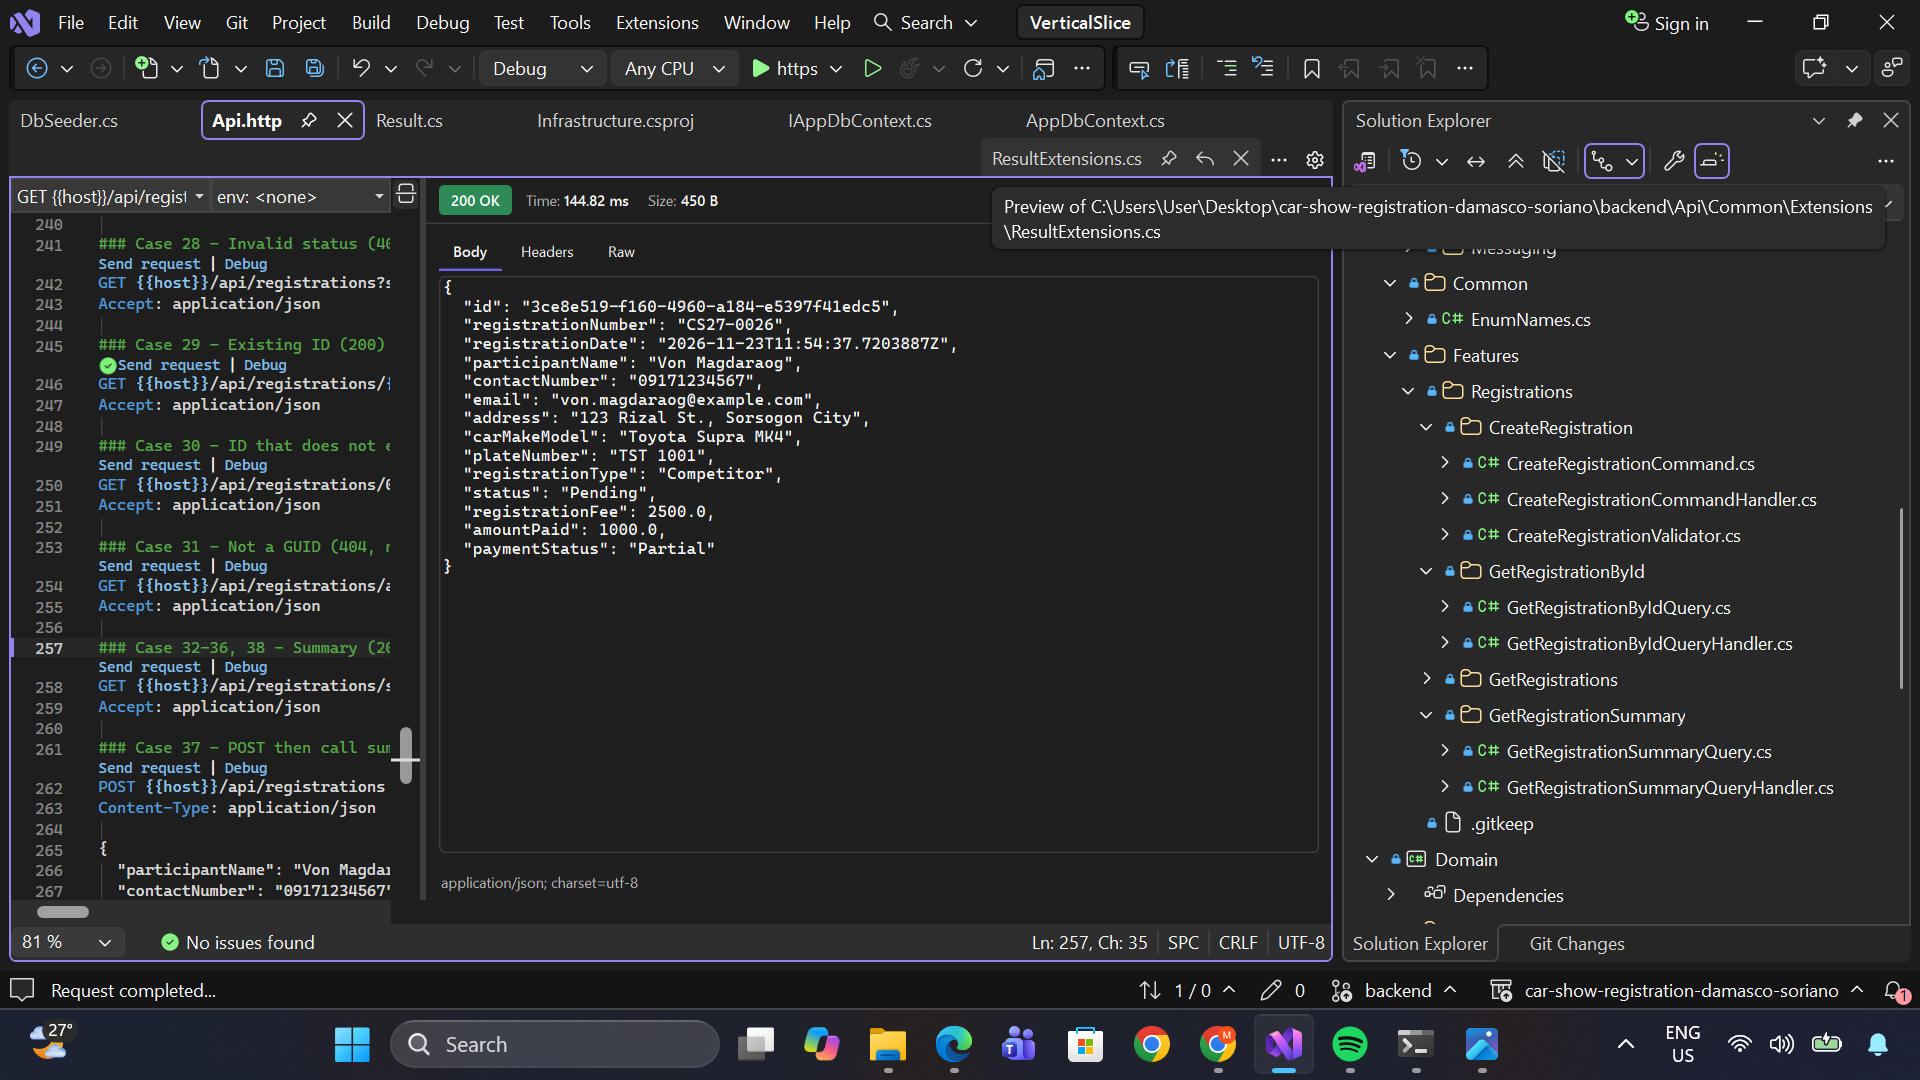 File Edit View Git Project Build Debug Test Tools Extensions Window Help Search VerticalSlice Sign in
Debug Any CPU https
DbSeeder.cs Api.http Result.cs Infrastructure.csproj IAppDbContext.cs AppDbContext.cs
ResultExtensions.cs
Solution Explorer
Preview of C:\Users\User\Desktop\car-show-registration-damasco-soriano\backend\Api\Common\Extensions
\ResultExtensions.cs
GET {{host}}/api/regist env: <none>
200 OK Time: 144.82 ms Size: 450 B
Body Headers Raw
240
241 ### Case 28 - Invalid status (40
Send request | Debug
242 GET {{host}}/api/registrations?s
243 Accept: application/json
244
245 ### Case 29 - Existing ID (200)
Send request | Debug
246 GET {{host}}/api/registrations/{
247 Accept: application/json
248
249 ### Case 30 - ID that does not e
Send request | Debug
250 GET {{host}}/api/registrations/0
251 Accept: application/json
252
253 ### Case 31 - Not a GUID (404, r
Send request | Debug
254 GET {{host}}/api/registrations/a
255 Accept: application/json
256
257 ### Case 32-36, 38 - Summary (20
Send request | Debug
258 GET {{host}}/api/registrations/s
259 Accept: application/json
260
261 ### Case 37 - POST then call sum
Send request | Debug
262 POST {{host}}/api/registrations
263 Content-Type: application/json
264
265 {
266 "participantName": "Von Magdar
267 "contactNumber": "09171234567"
{
"id": "3ce8e519-f160-4960-a184-e5397f41edc5",
"registrationNumber": "CS27-0026",
"registrationDate": "2026-11-23T11:54:37.7203887Z",
"participantName": "Von Magdaraog",
"contactNumber": "09171234567",
"email": "von.magdaraog@example.com",
"address": "123 Rizal St., Sorsogon City",
"carMakeModel": "Toyota Supra MK4",
"plateNumber": "TST 1001",
"registrationType": "Competitor",
"status": "Pending",
"registrationFee": 2500.0,
"amountPaid": 1000.0,
"paymentStatus": "Partial"
}
application/json; charset=utf-8
Messaging
Common
C# EnumNames.cs
Features
Registrations
CreateRegistration
C# CreateRegistrationCommand.cs
C# CreateRegistrationCommandHandler.cs
C# CreateRegistrationValidator.cs
GetRegistrationById
C# GetRegistrationByIdQuery.cs
C# GetRegistrationByIdQueryHandler.cs
GetRegistrations
GetRegistrationSummary
C# GetRegistrationSummaryQuery.cs
C# GetRegistrationSummaryQueryHandler.cs
.gitkeep
C# Domain
Dependencies
81 % No issues found Ln: 257, Ch: 35 SPC CRLF UTF-8
Solution Explorer Git Changes
Request completed... 1 / 0 0 backend car-show-registration-damasco-soriano 1
27° Search ENG
US